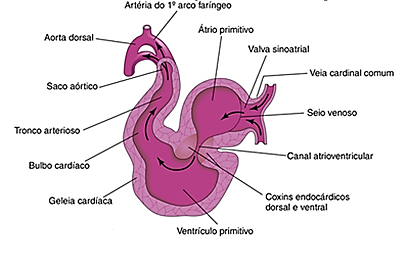 Artéria do 1º arco faríngeo
Átrio primitivo
Aorta dorsal
Valva sinoatrial
Veia cardinal comum
Saco aórtico
Seio venoso
Tronco arterioso
Canal atrioventricular
Bulbo cardíaco
Geleia cardíaca
Coxins endocárdicos
dorsal e ventral
Ventrículo primitivo